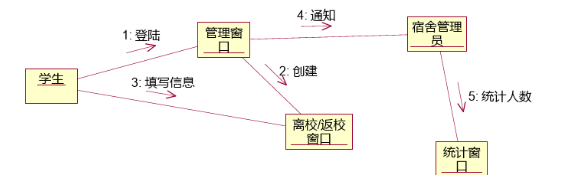 4: 通知
1: 登陆
管理窗
口
宿舍管理
员
学生
2: 创建
3: 填写信息
5: 统计人数
离校/返校
窗口
统计窗
口